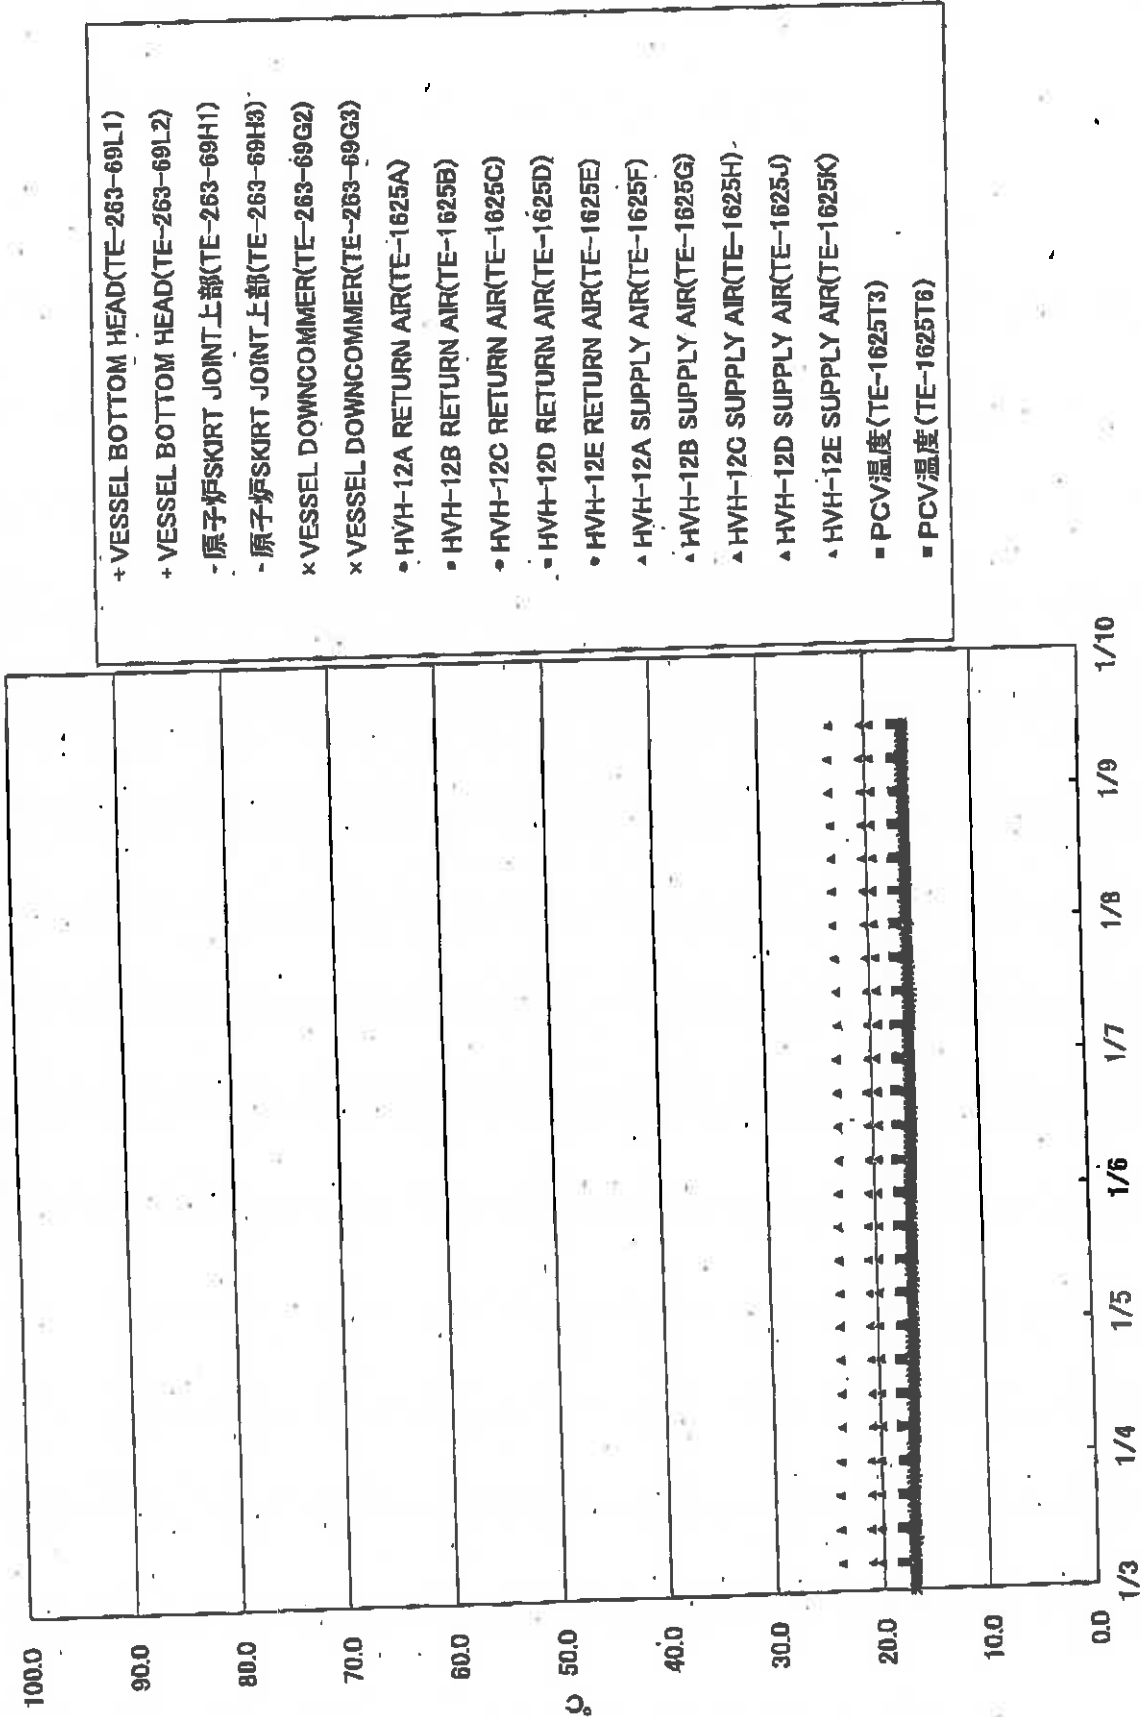 100.0
90.0
80.0
70.0
60.0
50.0
40.0
30.0
20.0
10.0
0.0
℃
1/3
1/4
1/5
1/6
1/7
1/8
1/9
1/10
+ VESSEL BOTTOM HEAD(TE-263-69L1)
+ VESSEL BOTTOM HEAD(TE-263-69L2)
- 原子炉SKIRT JOINT上部(TE-263-69H1)
- 原子炉SKIRT JOINT上部(TE-263-69H3)
× VESSEL DOWNCOMMER(TE-263-69G2)
× VESSEL DOWNCOMMER(TE-263-69G3)
● HVH-12A RETURN AIR(TE-1625A)
● HVH-12B RETURN AIR(TE-1625B)
● HVH-12C RETURN AIR(TE-1625C)
● HVH-12D RETURN AIR(TE-1625D)
● HVH-12E RETURN AIR(TE-1625E)
▲ HVH-12A SUPPLY AIR(TE-1625F)
▲ HVH-12B SUPPLY AIR(TE-1625G)
▲ HVH-12C SUPPLY AIR(TE-1625H)
▲ HVH-12D SUPPLY AIR(TE-1625J)
▲ HVH-12E SUPPLY AIR(TE-1625K)
■ PCV温度(TE-1625T3)
■ PCV温度(TE-1625T6)